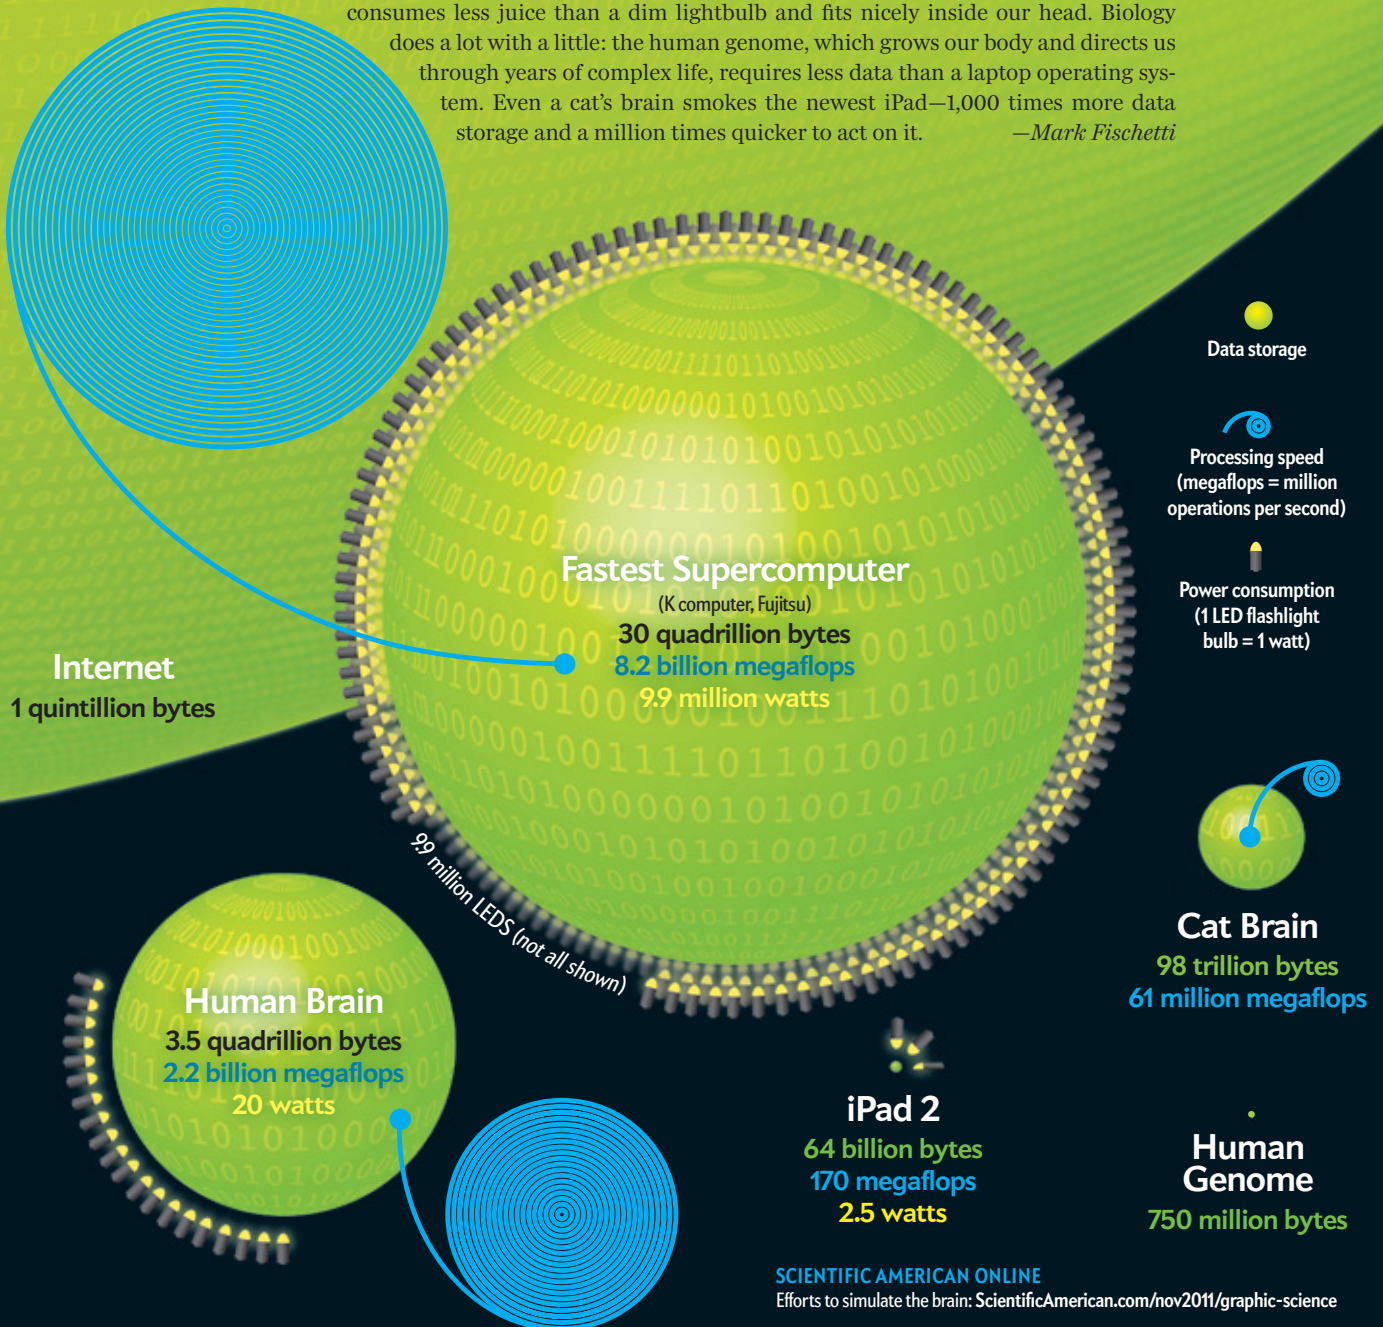 consumes less juice than a dim lightbulb and fits nicely inside our head. Biology
does a lot with a little: the human genome, which grows our body and directs us
through years of complex life, requires less data than a laptop operating sys-
tem. Even a cat's brain smokes the newest iPad—1,000 times more data
storage and a million times quicker to act on it. —Mark Fischetti
Data storage
Processing speed
(megaflops = million
operations per second)
Power consumption
(1 LED flashlight
bulb = 1 watt)
Fastest Supercomputer
(K computer, Fujitsu)
30 quadrillion bytes
8.2 billion megaflops
9.9 million watts
Internet
1 quintillion bytes
9.9 million LEDS (not all shown)
Cat Brain
98 trillion bytes
61 million megaflops
Human Brain
3.5 quadrillion bytes
2.2 billion megaflops
20 watts
iPad 2
64 billion bytes
170 megaflops
2.5 watts
Human
Genome
750 million bytes
SCIENTIFIC AMERICAN ONLINE
Efforts to simulate the brain: ScientificAmerican.com/nov2011/graphic-science